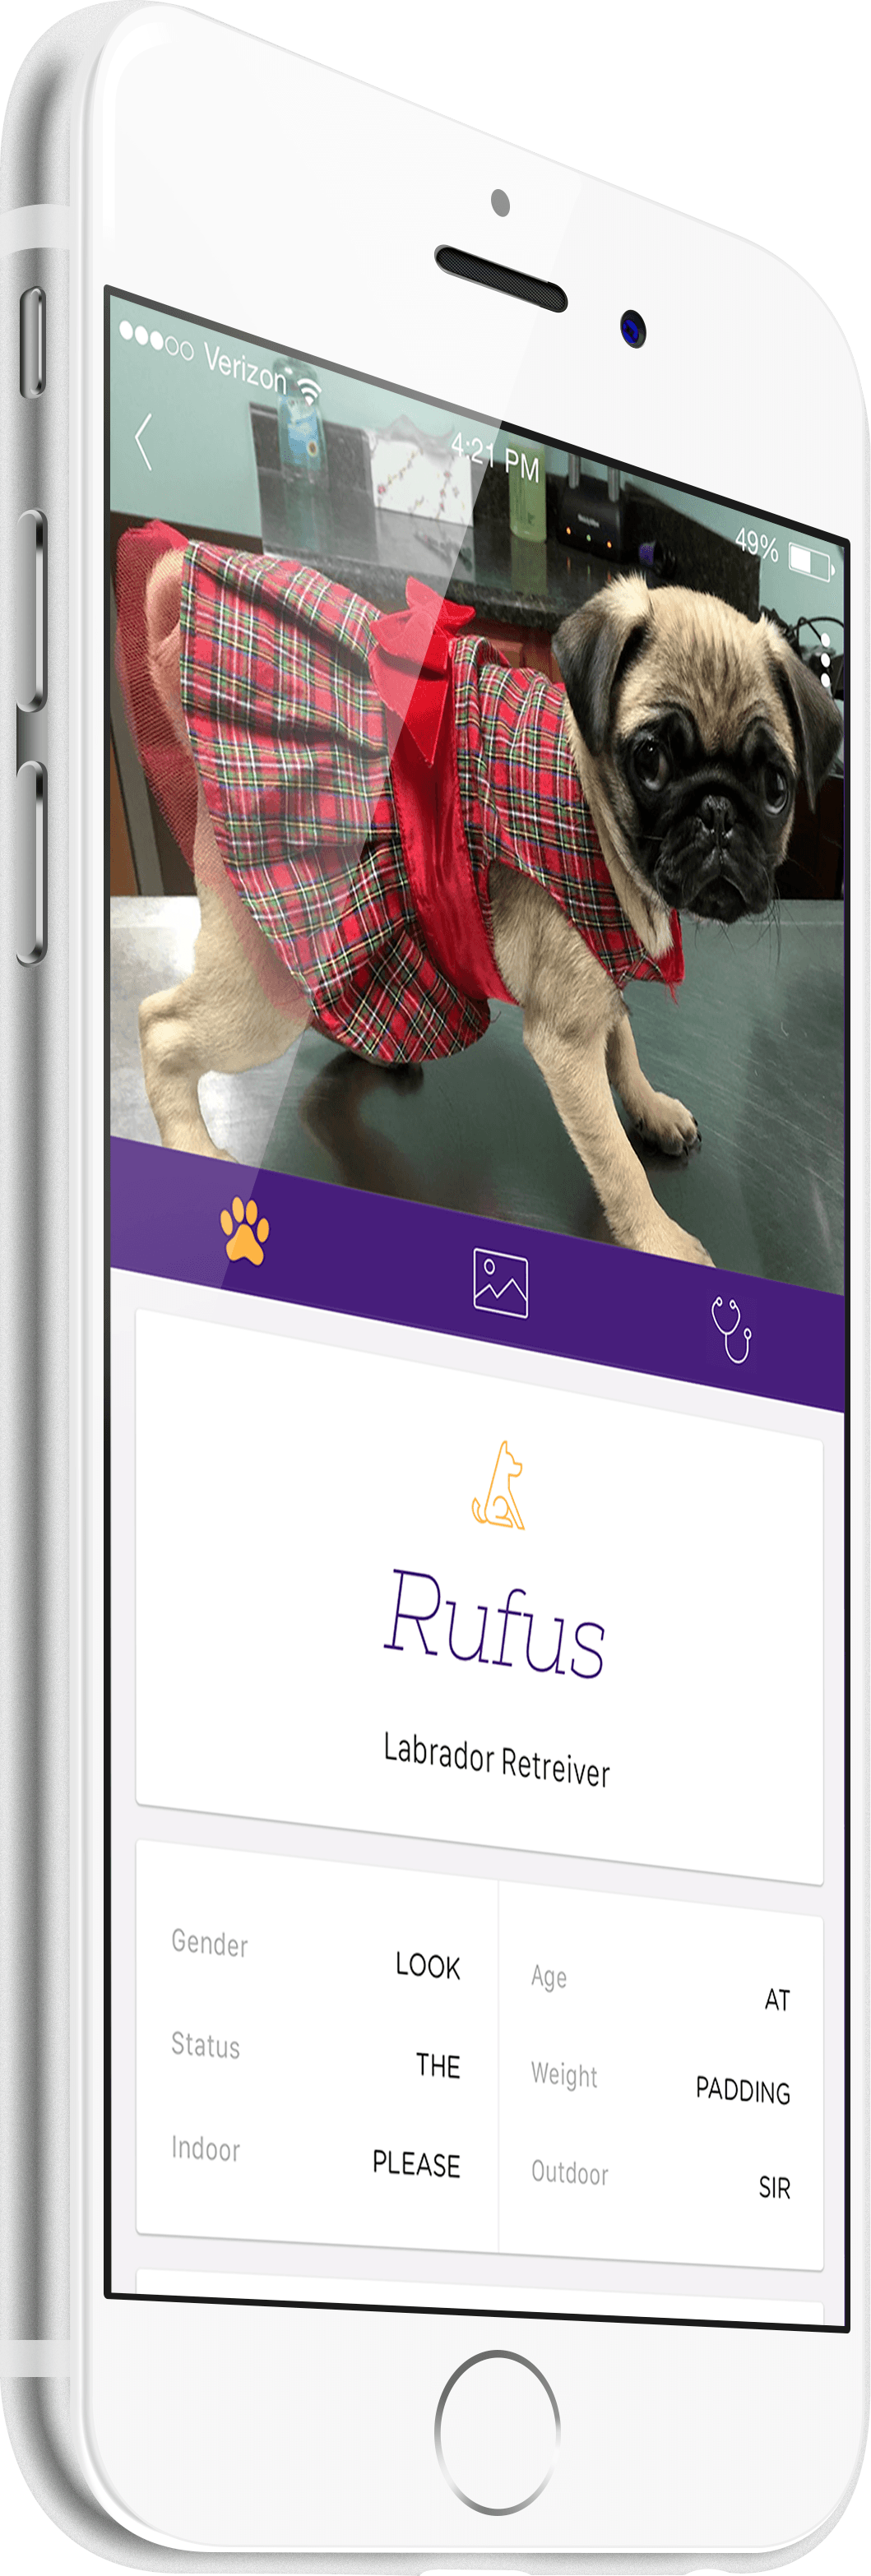 Verizon
4:21 PM
49%
Rufus
Labrador Retreiver
Gender LOOK
Age AT
Status THE
Weight PADDING
Indoor PLEASE
Outdoor SIR